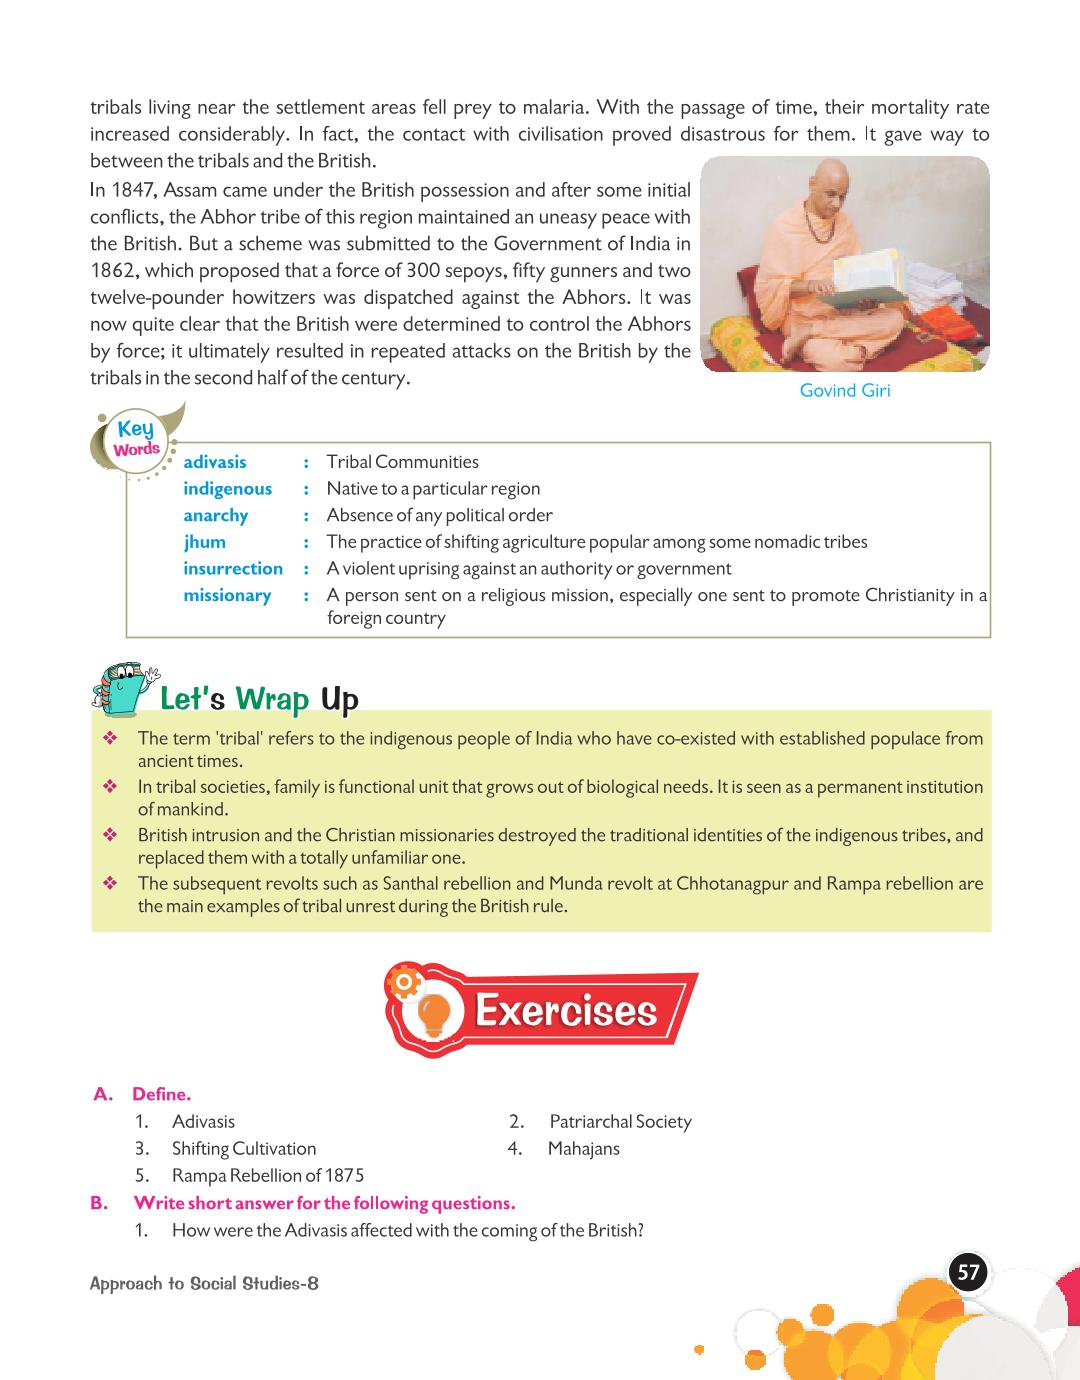 tribals living near the settlement areas fell prey to malaria. With the passage of time, their mortality rate
increased considerably. In fact, the contact with civilisation proved disastrous for them. It gave way to
between the tribals and the British.
In 1847, Assam came under the British possession and after some initial
conflicts, the Abhor tribe of this region maintained an uneasy peace with
the British. But a scheme was submitted to the Government of India in
1862, which proposed that a force of 300 sepoys, fifty gunners and two
twelve-pounder howitzers was dispatched against the Abhors. It was
now quite clear that the British were determined to control the Abhors
by force; it ultimately resulted in repeated attacks on the British by the
tribals in the second half of the century.
Govind Giri
Key
Words
adivasis : Tribal Communities
indigenous : Native to a particular region
anarchy : Absence of any political order
jhum : The practice of shifting agriculture popular among some nomadic tribes
insurrection : A violent uprising against an authority or government
missionary : A person sent on a religious mission, especially one sent to promote Christianity in a
foreign country
Let's Wrap Up
❖ The term 'tribal' refers to the indigenous people of India who have co-existed with established populace from
ancient times.
❖ In tribal societies, family is functional unit that grows out of biological needs. It is seen as a permanent institution
of mankind.
❖ British intrusion and the Christian missionaries destroyed the traditional identities of the indigenous tribes, and
replaced them with a totally unfamiliar one.
❖ The subsequent revolts such as Santhal rebellion and Munda revolt at Chhotanagpur and Rampa rebellion are
the main examples of tribal unrest during the British rule.
Exercises
A. Define.
1. Adivasis 2. Patriarchal Society
3. Shifting Cultivation 4. Mahajans
5. Rampa Rebellion of 1875
B. Write short answer for the following questions.
1. How were the Adivasis affected with the coming of the British?
Approach to Social Studies-8
57